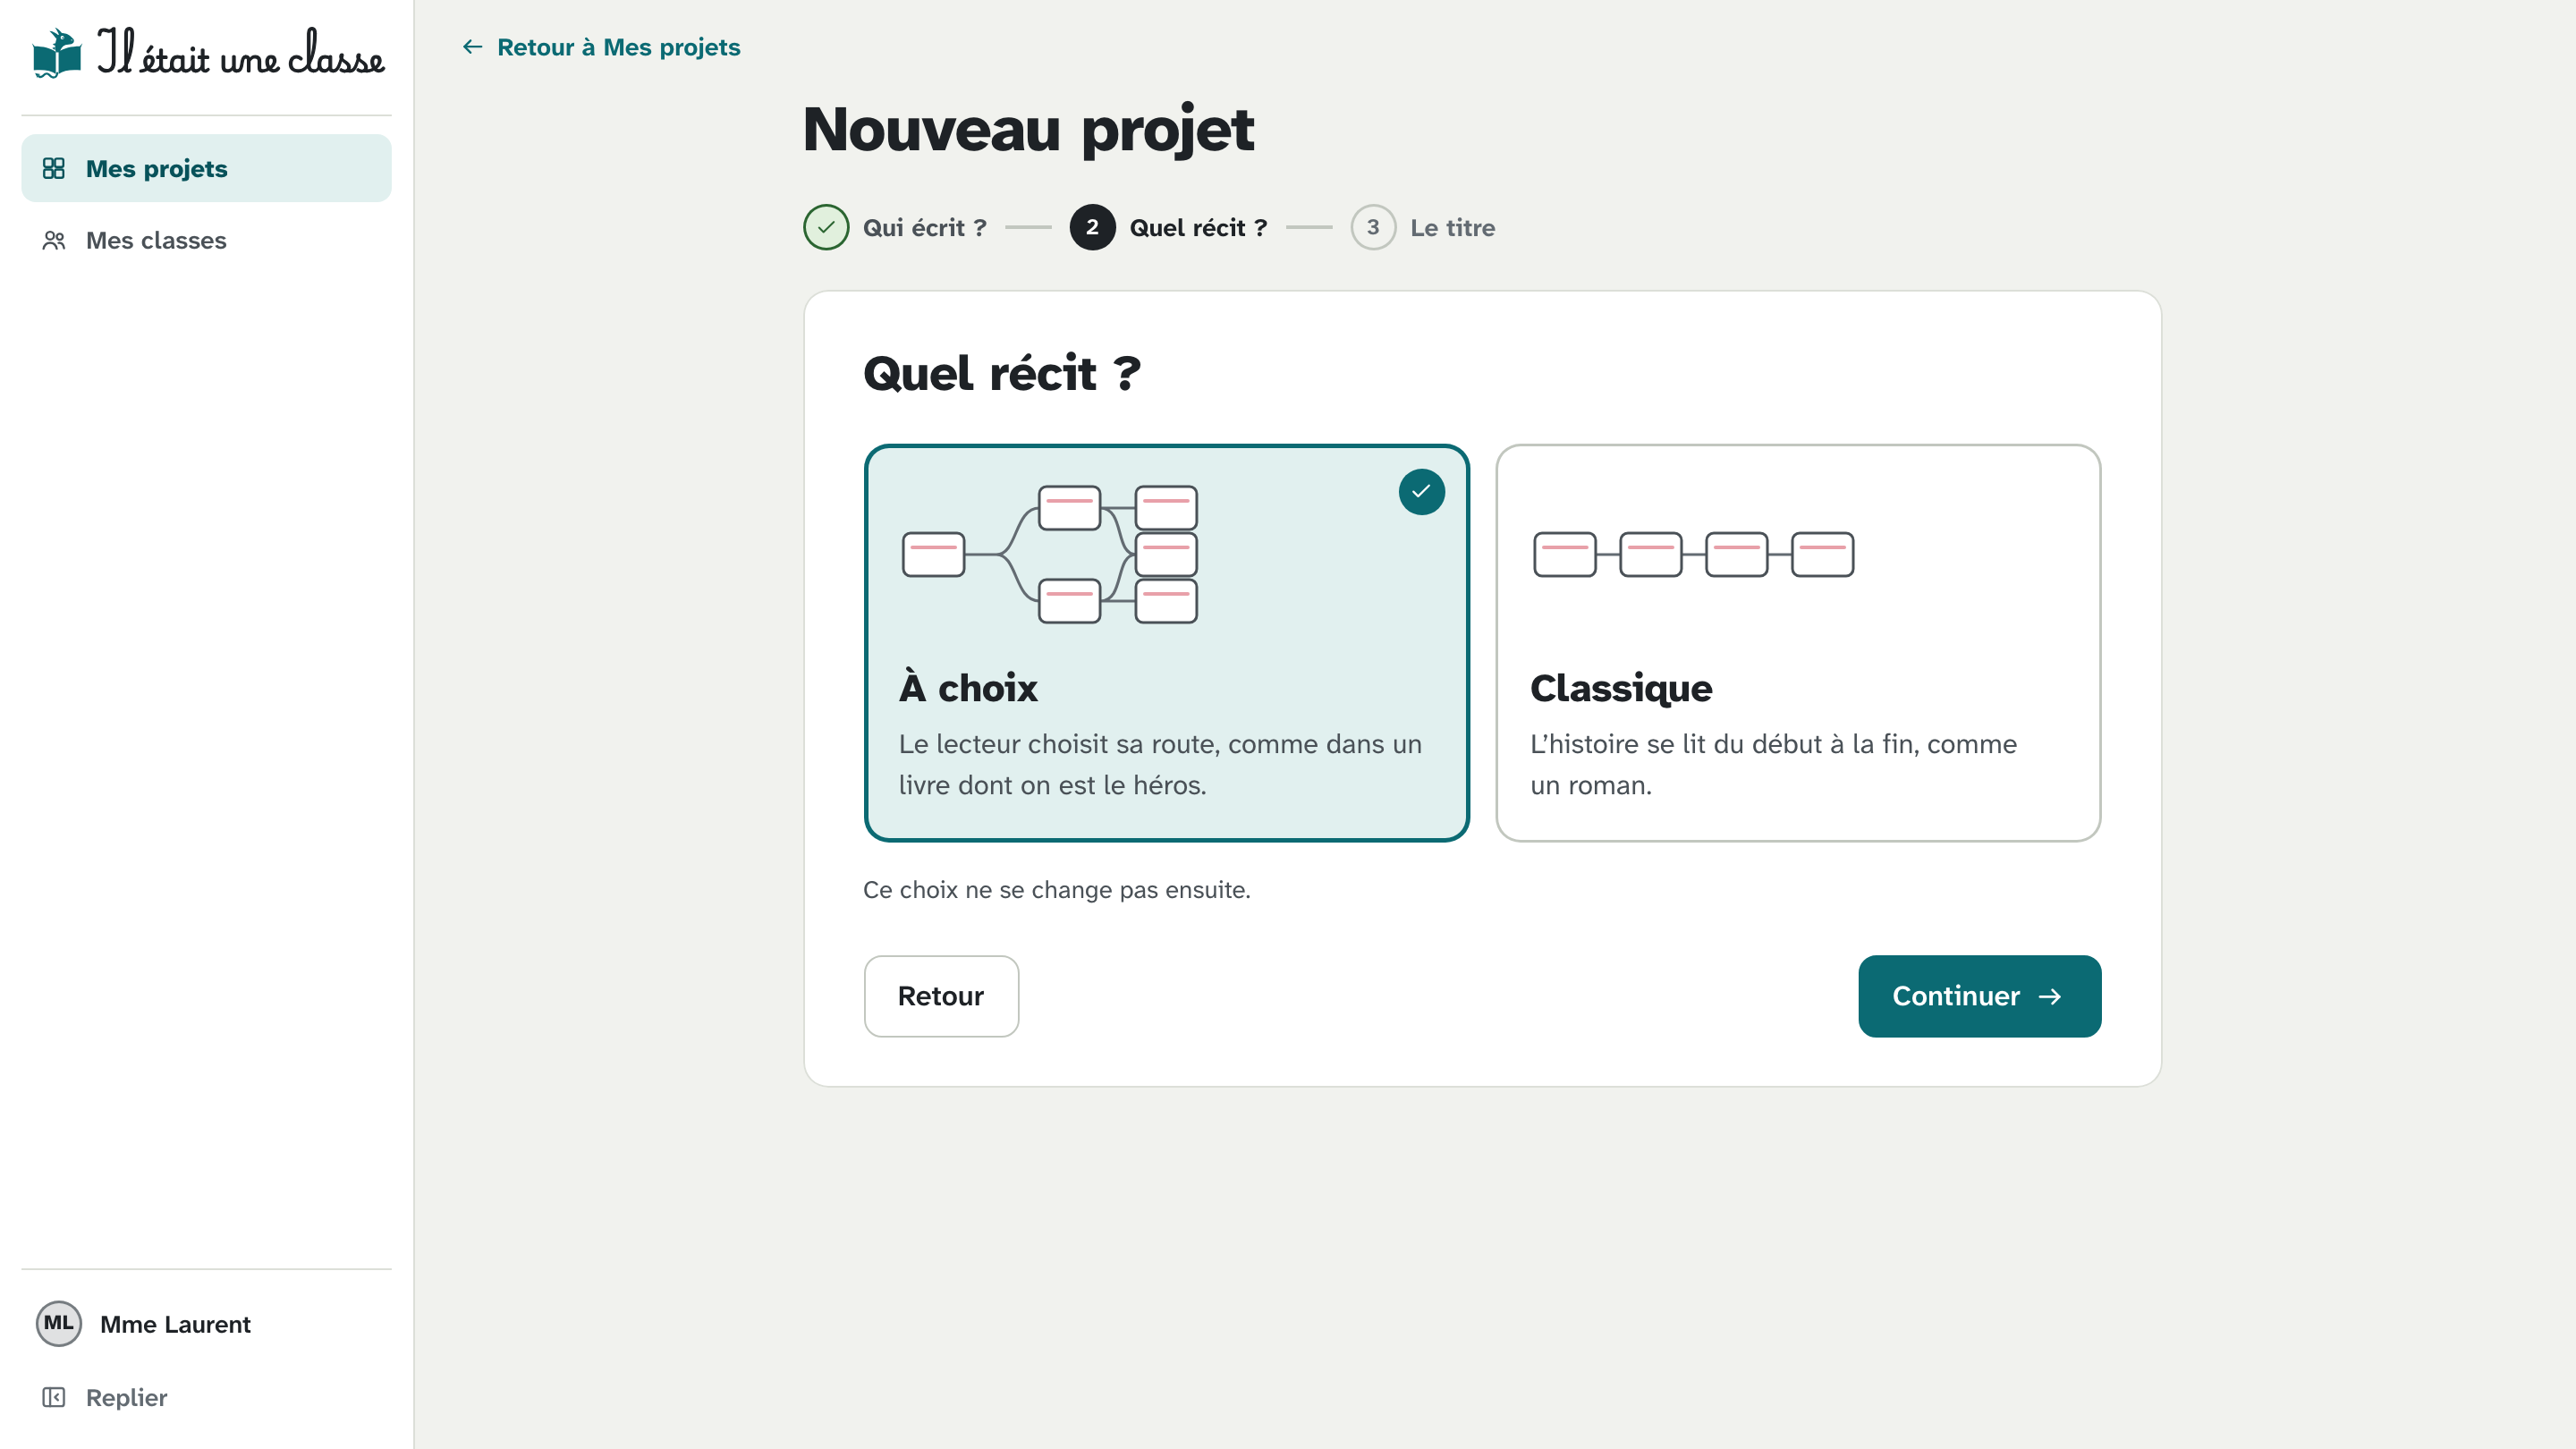 Il était une classe
Mes projets
Mes classes
ML
Mme Laurent
Replier
Retour à Mes projets
Nouveau projet
Qui écrit ?
2
Quel récit ?
3
Le titre
Quel récit ?
À choix
Le lecteur choisit sa route, comme dans un
livre dont on est le héros.
Classique
L’histoire se lit du début à la fin, comme
un roman.
Ce choix ne se change pas ensuite.
Retour
Continuer